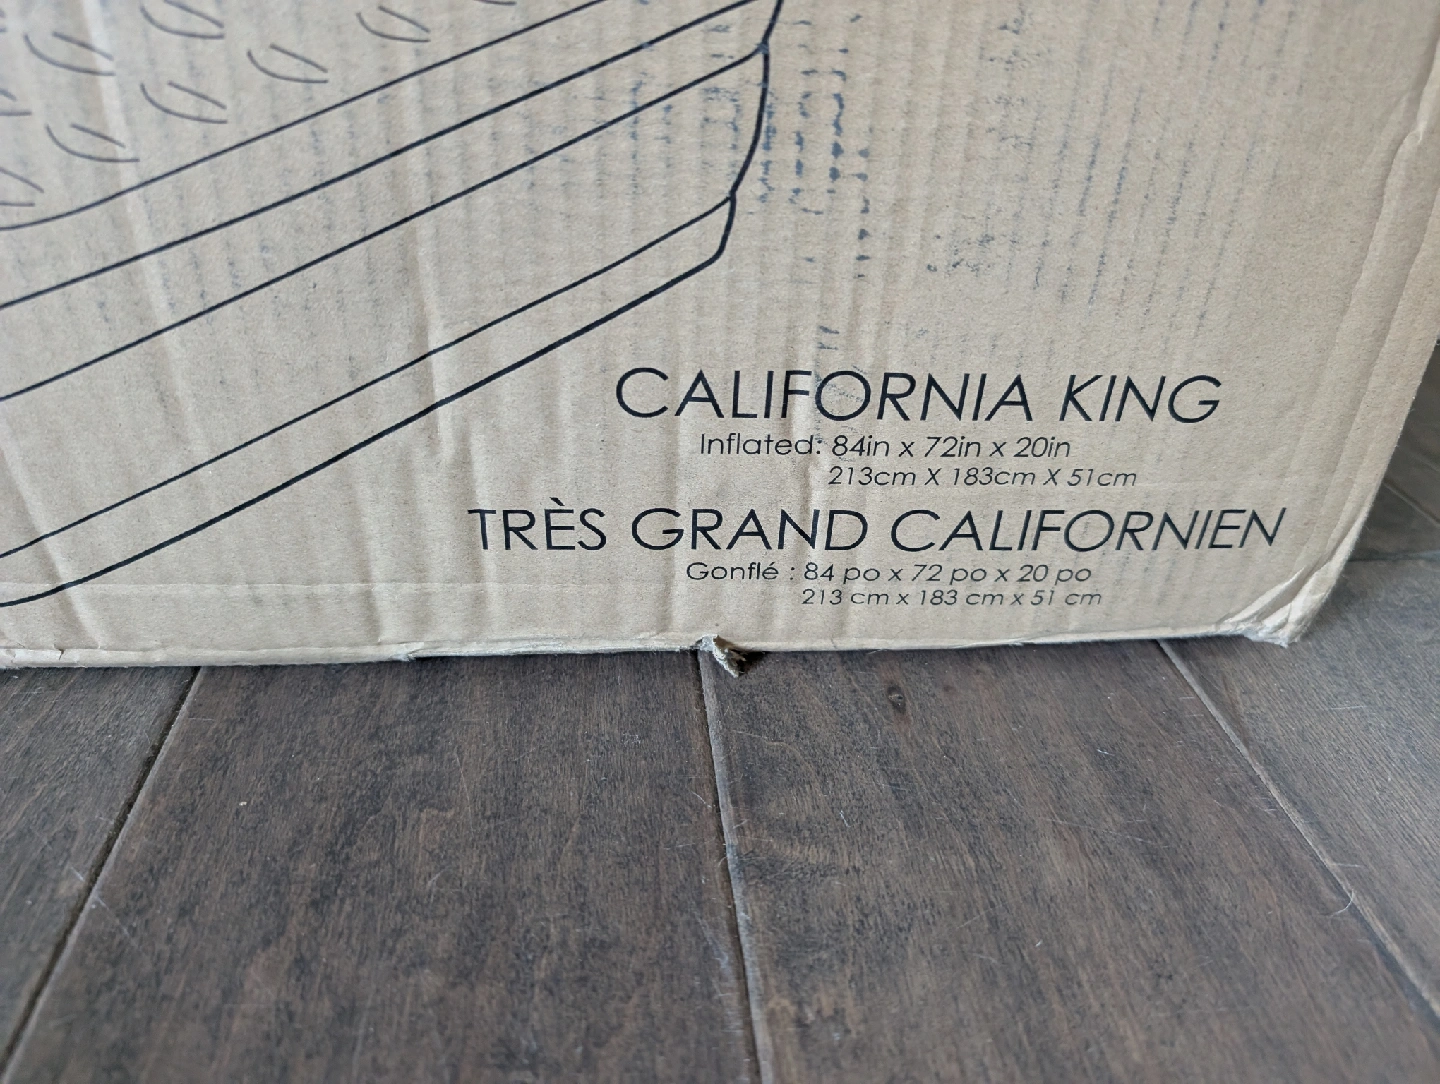 CALIFORNIA KING
Inflated: 84in x 72in x 20in
213cm X 183cm X 51cm
TRÈS GRAND CALIFORNIEN
Gonflé : 84 po x 72 po x 20 po
213 cm x 183 cm x 51 cm